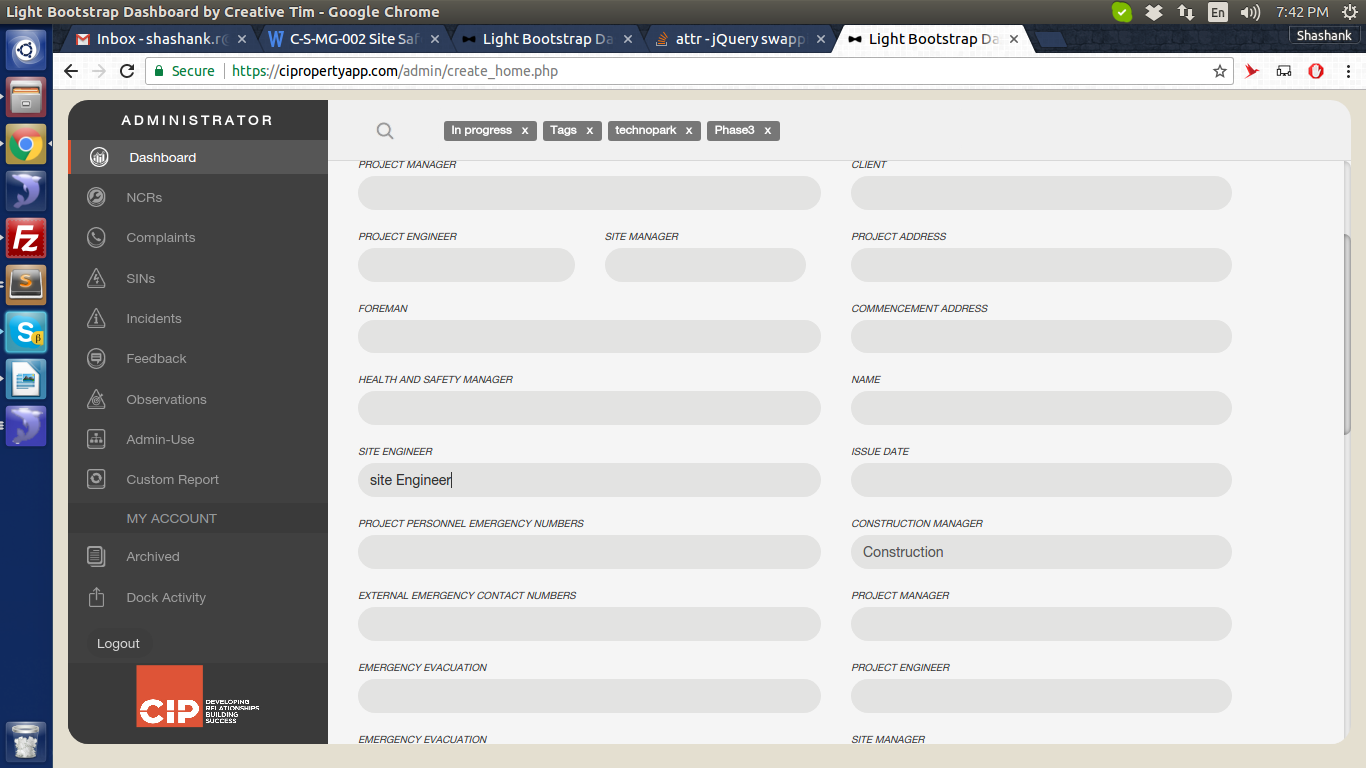 Light Bootstrap Dashboard by Creative Tim - Google Chrome
En
7:42 PM
Inbox - shashank.r@
C-S-MG-002 Site Saf
Light Bootstrap Da
attr - jQuery swapp
Light Bootstrap Da
Shashank
Secure
https://cipropertyapp.com/admin/create_home.php
ADMINISTRATOR
Dashboard
NCRs
Complaints
SINs
Incidents
Feedback
Observations
Admin-Use
Custom Report
MY ACCOUNT
Archived
Dock Activity
Logout
CIP
DEVELOPING
RELATIONSHIPS
BUILDING
SUCCESS
In progress x
Tags x
technopark x
Phase3 x
PROJECT MANAGER
CLIENT
PROJECT ENGINEER
SITE MANAGER
PROJECT ADDRESS
FOREMAN
COMMENCEMENT ADDRESS
HEALTH AND SAFETY MANAGER
NAME
SITE ENGINEER
site Engineer
ISSUE DATE
PROJECT PERSONNEL EMERGENCY NUMBERS
CONSTRUCTION MANAGER
Construction
EXTERNAL EMERGENCY CONTACT NUMBERS
PROJECT MANAGER
EMERGENCY EVACUATION
PROJECT ENGINEER
EMERGENCY EVACUATION
SITE MANAGER